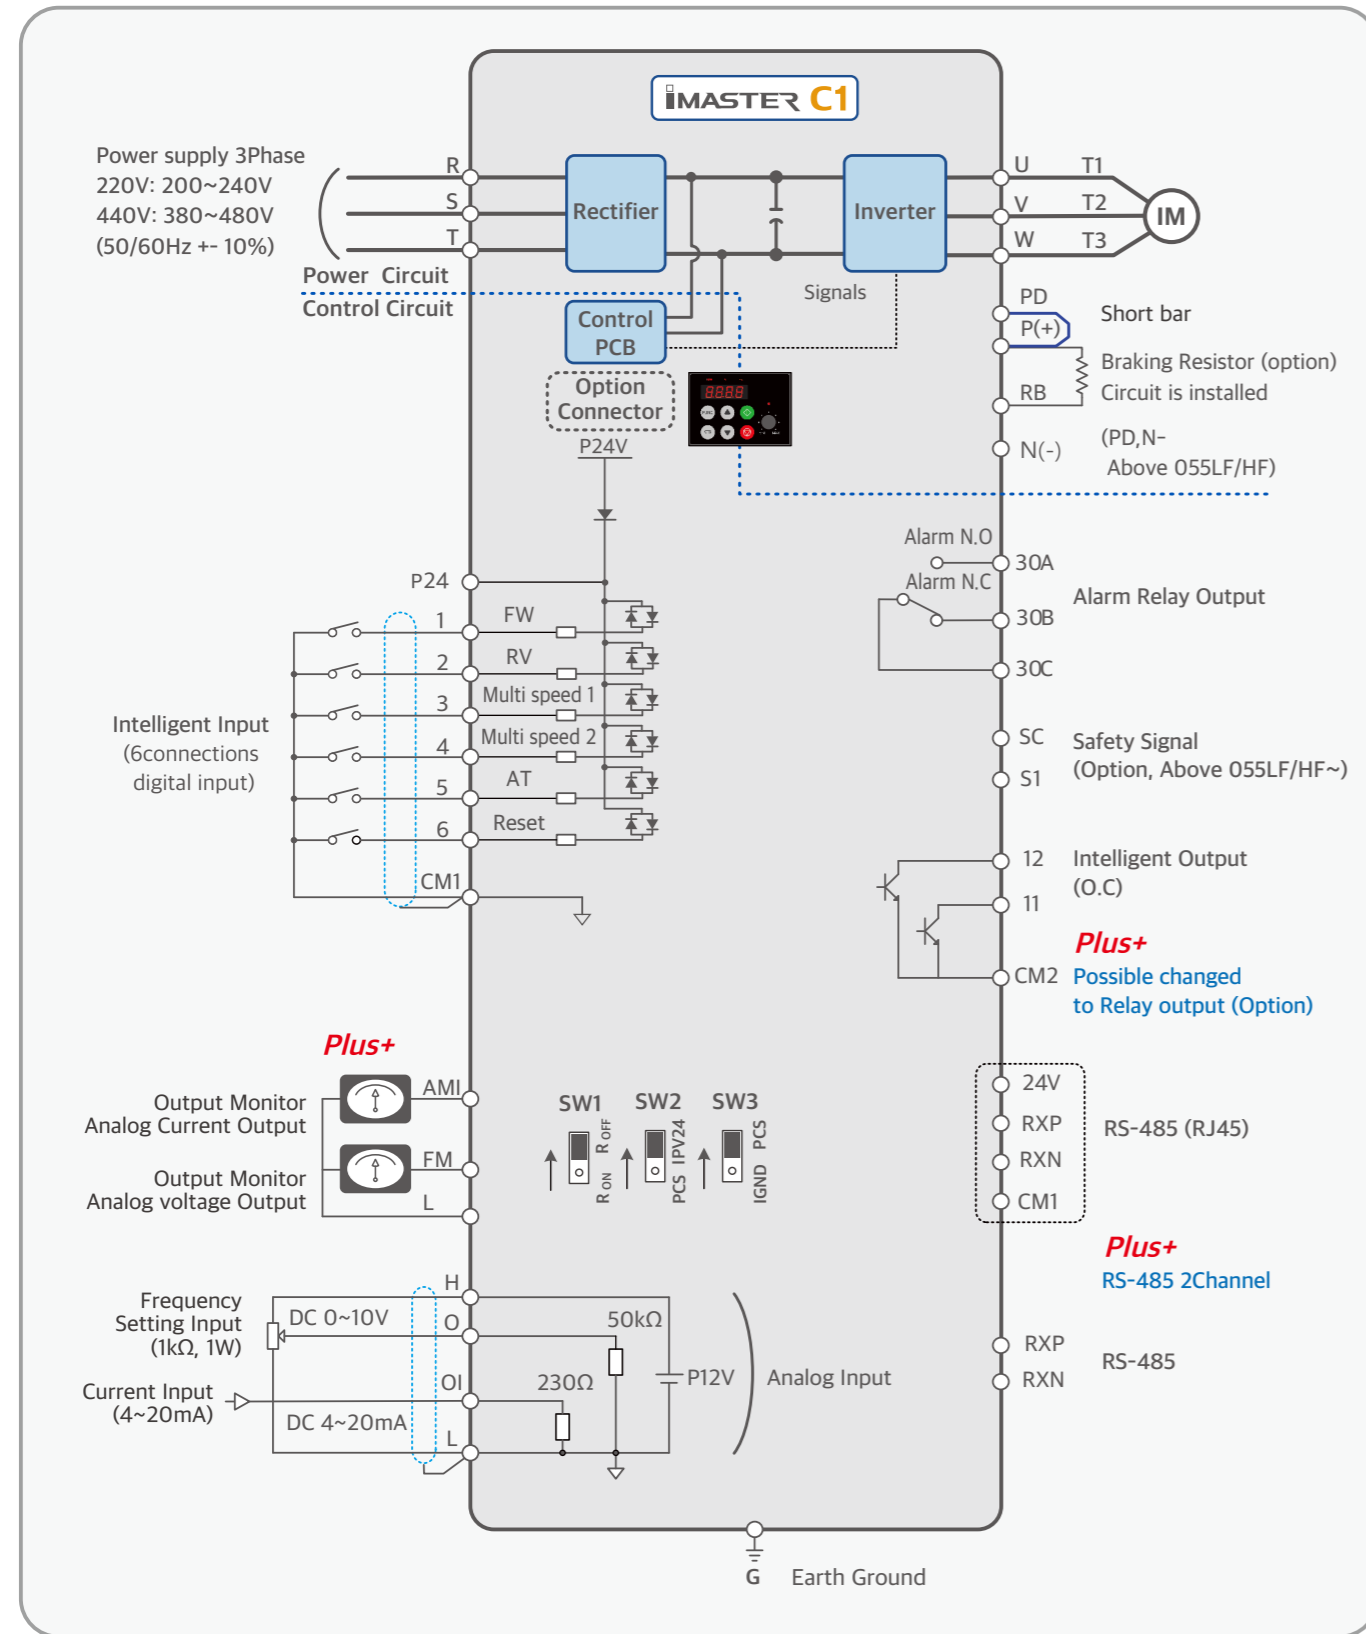 iMASTER C1
Power supply 3Phase
220V: 200~240V
440V: 380~480V
(50/60Hz +- 10%)
R
S
T
Rectifier
Inverter
U T1
V T2
W T3
IM
Power Circuit
Control Circuit
Signals
Control
PCB
Option
Connector
P24V
PD
P(+)
Short bar
RB
Braking Resistor (option)
Circuit is installed
N(-)
(PD,N-
Above 055LF/HF)
Alarm N.O
30A
Alarm N.C
30B
30C
Alarm Relay Output
P24
1 FW
2 RV
3 Multi speed 1
4 Multi speed 2
5 AT
6 Reset
CM1
Intelligent Input
(6connections
digital input)
SC
S1
Safety Signal
(Option, Above 055LF/HF~)
12
11
CM2
Intelligent Output
(O.C)
Plus+
Possible changed
to Relay output (Option)
Plus+
Output Monitor
Analog Current Output
AMI
Output Monitor
Analog voltage Output
FM
L
SW1
SW2
SW3
R ON R OFF
PCS IPV24
IGND PCS
24V
RXP
RXN
CM1
RS-485 (RJ45)
Plus+
RS-485 2Channel
RXP
RXN
RS-485
Frequency
Setting Input
(1kΩ, 1W)
Current Input
(4~20mA)
H
DC 0~10V
O
OI
DC 4~20mA
L
50kΩ
230Ω
P12V
Analog Input
G Earth Ground